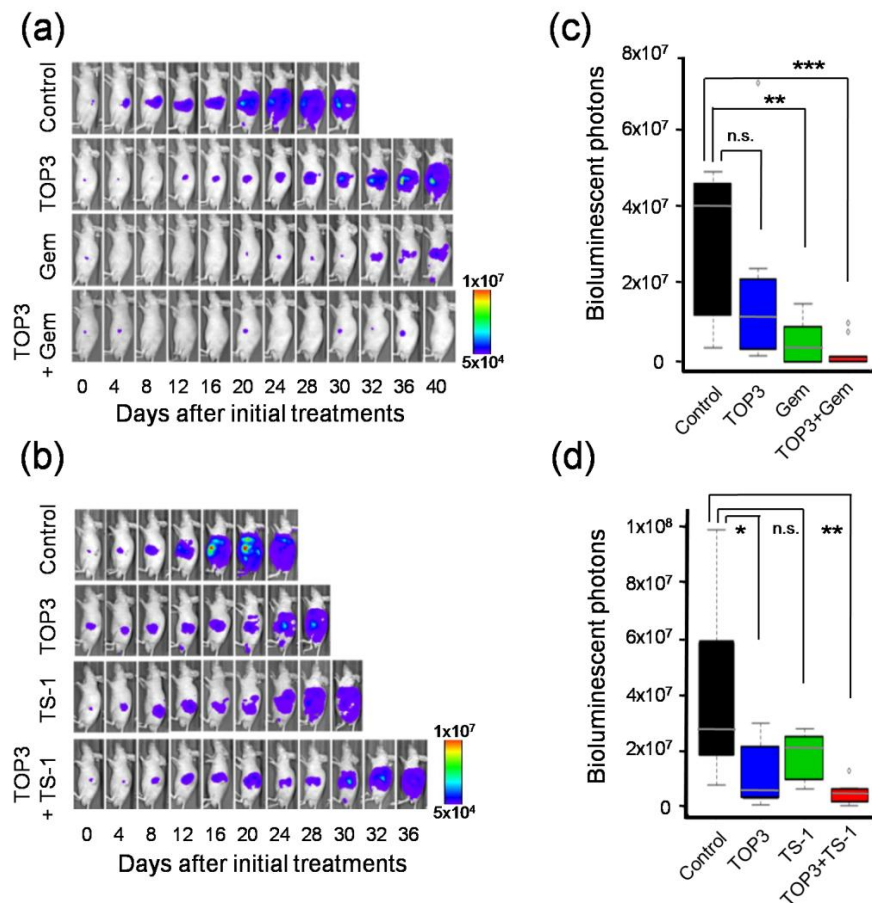 (a)
Control
TOP3
Gem
TOP3
+ Gem
1x10⁷
5x10⁴
0 4 8 12 16 20 24 28 30 32 36 40
Days after initial treatments
(b)
Control
TOP3
TS-1
TOP3
+ TS-1
1x10⁷
5x10⁴
0 4 8 12 16 20 24 28 30 32 36
Days after initial treatments
(c)
Bioluminescent photons
8x10⁷
6x10⁷
4x10⁷
2x10⁷
0
***
**
n.s.
Control TOP3 Gem TOP3+Gem
(d)
Bioluminescent photons
1x10⁸
8x10⁷
6x10⁷
4x10⁷
2x10⁷
0
* n.s. **
Control TOP3 TS-1 TOP3+TS-1